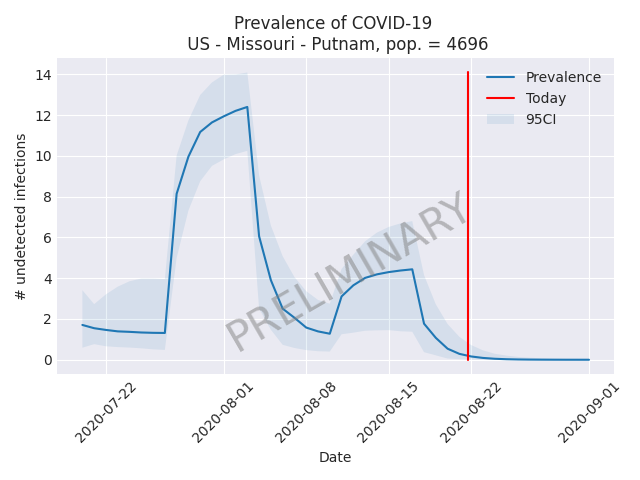 Prevalence of COVID-19
US - Missouri - Putnam, pop. = 4696
# undetected infections
14
12
10
8
6
4
2
0
Prevalence
Today
95CI
PRELIMINARY
2020-07-22
2020-08-01
2020-08-08
2020-08-15
2020-08-22
2020-09-01
Date